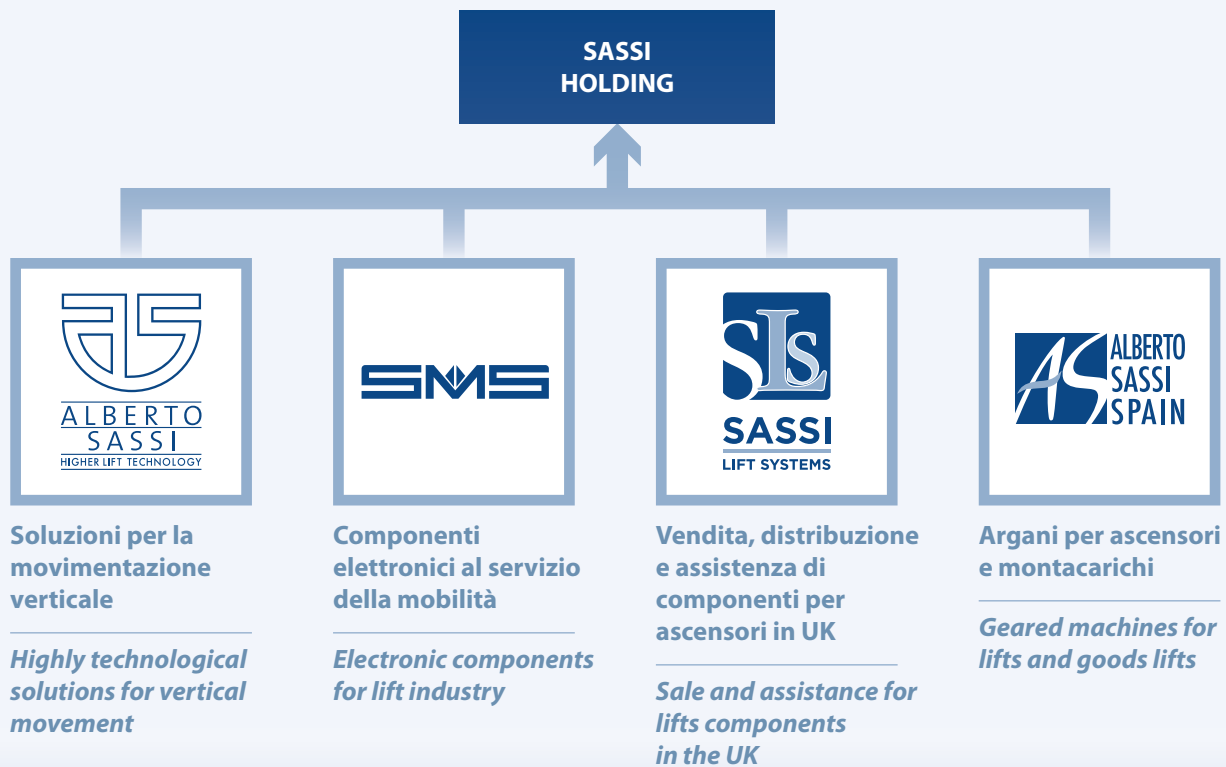 SASSI
HOLDING
ALBERTO
SASSI
HIGHER LIFT TECHNOLOGY
Soluzioni per la
movimentazione
verticale
Highly technological
solutions for vertical
movement
SMS
Componenti
elettronici al servizio
della mobilità
Electronic components
for lift industry
SLS
SASSI
LIFT SYSTEMS
Vendita, distribuzione
e assistenza di
componenti per
ascensori in UK
Sale and assistance for
lifts components
in the UK
AS
ALBERTO
SASSI
SPAIN
Argani per ascensori
e montacarichi
Geared machines for
lifts and goods lifts